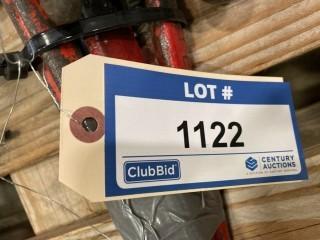 LOT #
1122
ClubBid
CENTURY
AUCTIONS